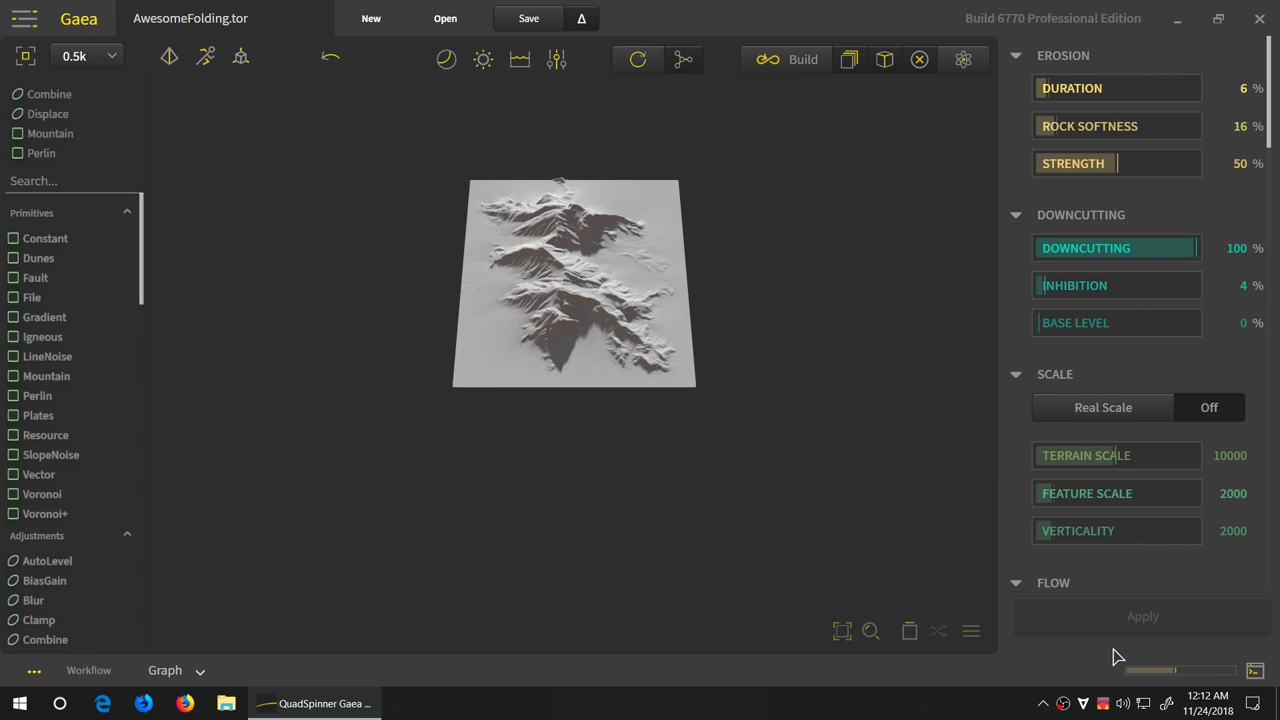 Gaea
AwesomeFolding.tor
New
Open
Save
Δ
Build 6770 Professional Edition
0.5k
Build
Combine
Displace
Mountain
Perlin
Search...
Primitives
Constant
Dunes
Fault
File
Gradient
Igneous
LineNoise
Mountain
Perlin
Plates
Resource
SlopeNoise
Vector
Voronoi
Voronoi+
Adjustments
AutoLevel
BiasGain
Blur
Clamp
Combine
EROSION
DURATION 6 %
ROCK SOFTNESS 16 %
STRENGTH 50 %
DOWNCUTTING
DOWNCUTTING 100 %
INHIBITION 4 %
BASE LEVEL 0 %
SCALE
Real Scale Off
TERRAIN SCALE 10000
FEATURE SCALE 2000
VERTICALITY 2000
FLOW
Apply
Workflow
Graph
QuadSpinner Gaea ...
12:12 AM
11/24/2018